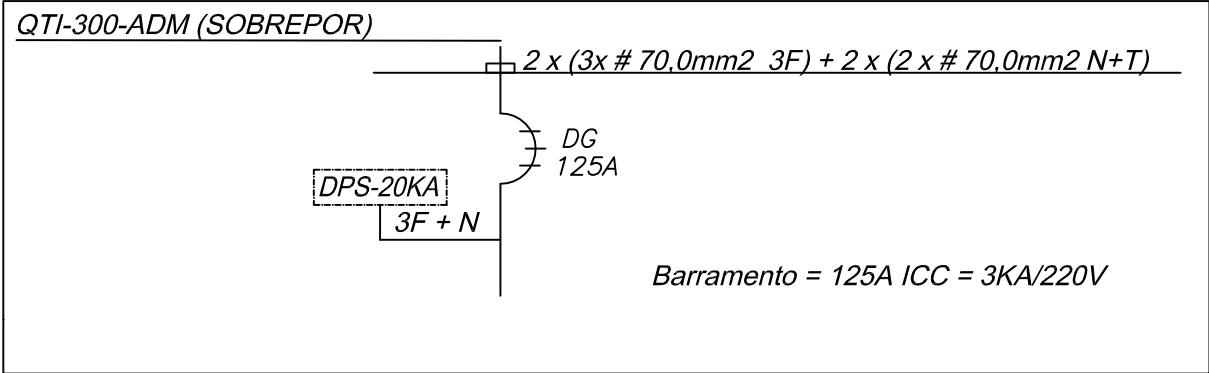 QTI-300-ADM (SOBREPOR)
2 x (3x # 70,0mm2 3F) + 2 x (2 x # 70,0mm2 N+T)
DG
125A
DPS-20KA
3F + N
Barramento = 125A ICC = 3KA/220V